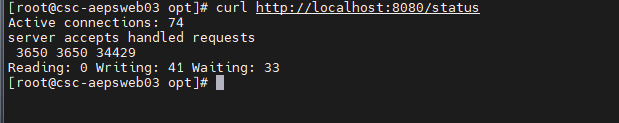 [root@csc-aepsweb03 opt]# curl http://localhost:8080/status
Active connections: 74
server accepts handled requests
 3650 3650 34429
Reading: 0 Writing: 41 Waiting: 33
[root@csc-aepsweb03 opt]#